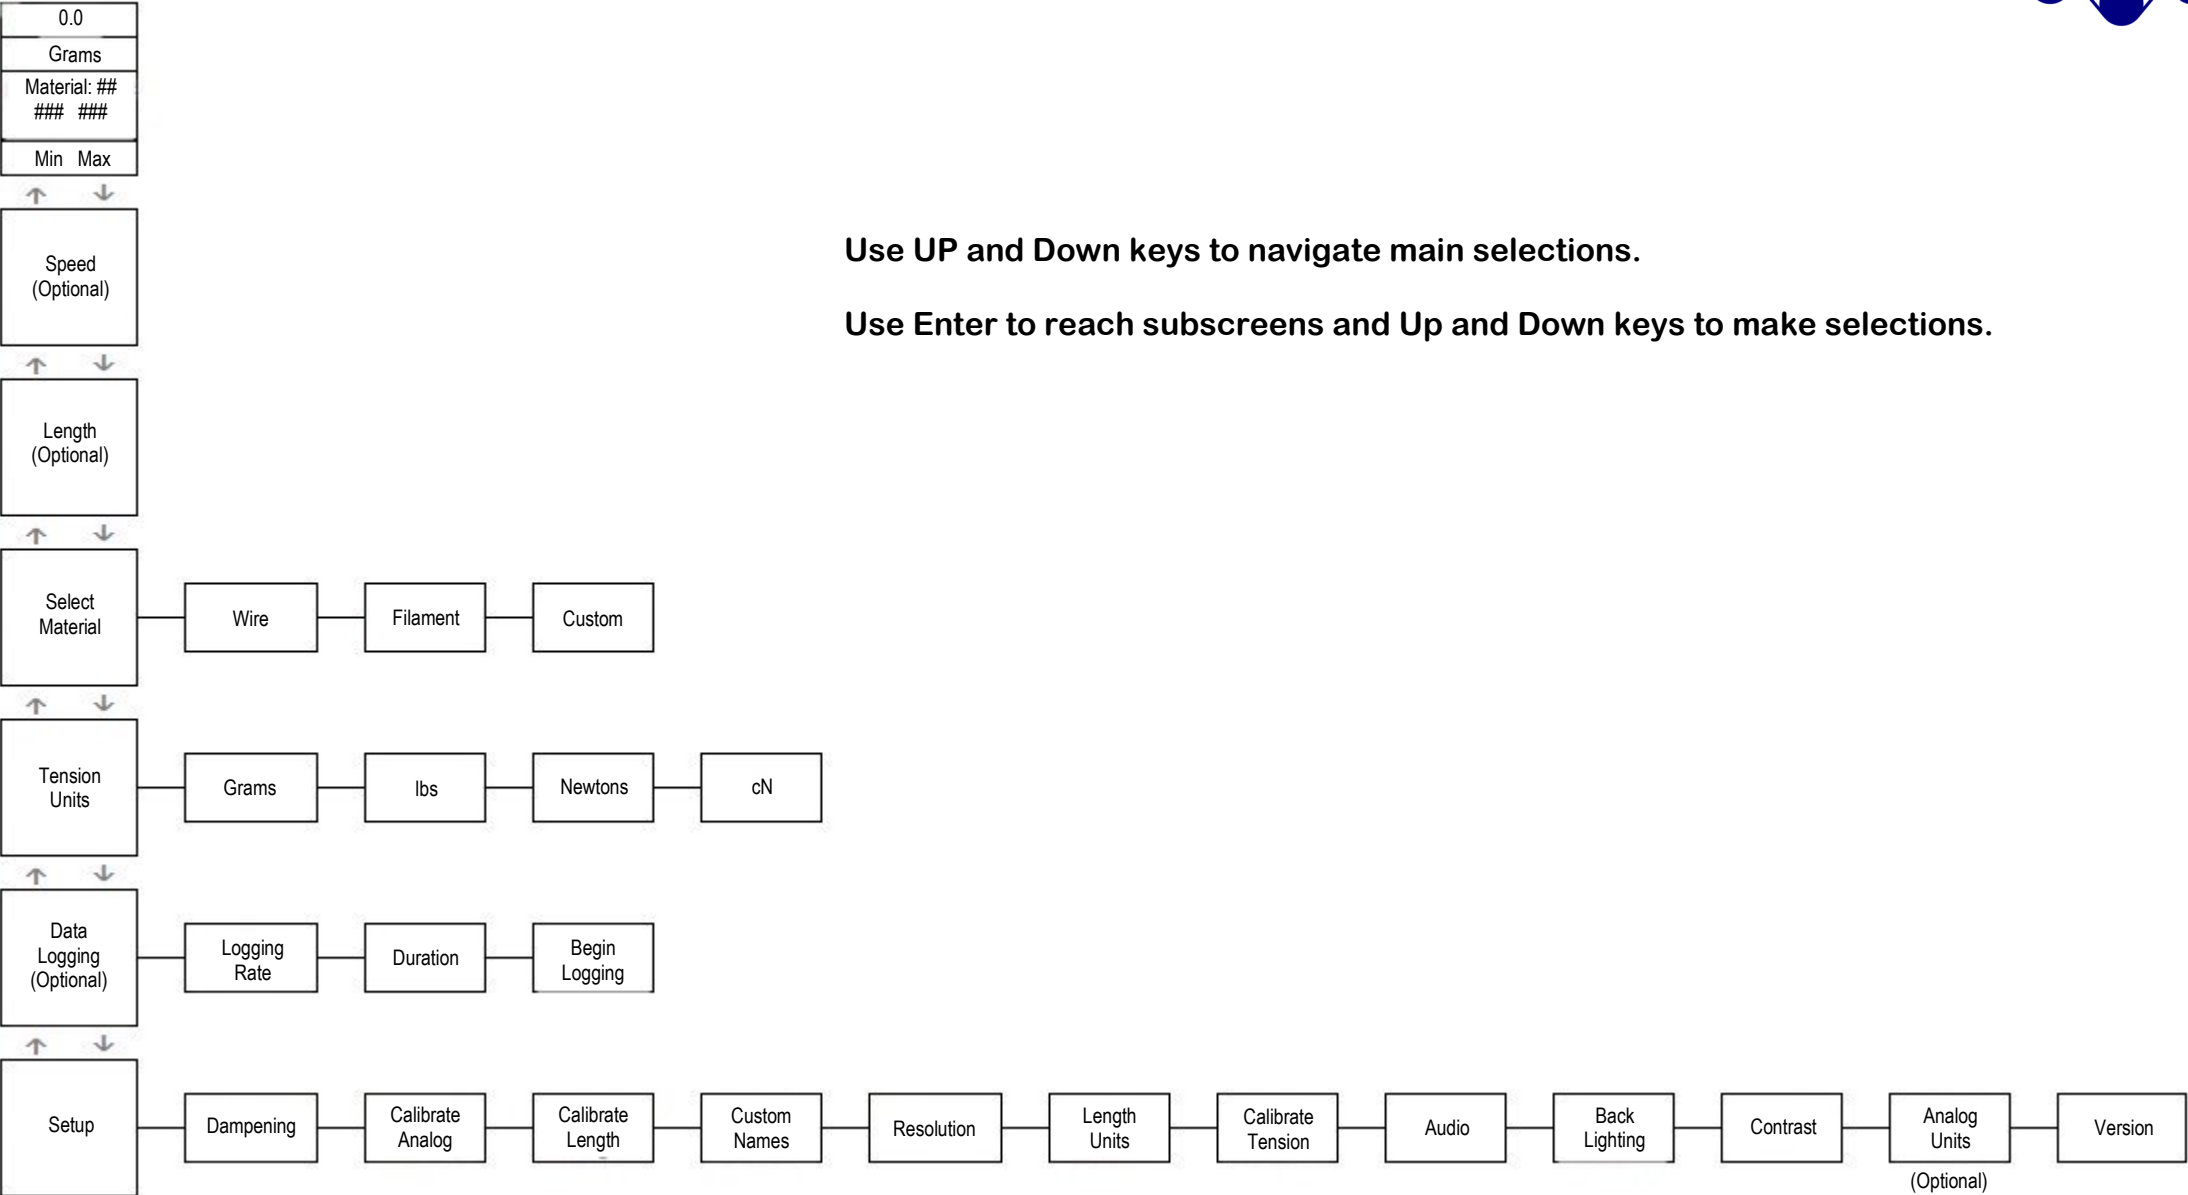 0.0
Grams
Material: ##
### ###
Min Max
Speed
(Optional)
Use UP and Down keys to navigate main selections.
Use Enter to reach subscreens and Up and Down keys to make selections.
Length
(Optional)
Select
Material
Wire
Filament
Custom
Tension
Units
Grams
lbs
Newtons
cN
Data
Logging
(Optional)
Logging
Rate
Duration
Begin
Logging
Setup
Dampening
Calibrate
Analog
Calibrate
Length
Custom
Names
Resolution
Length
Units
Calibrate
Tension
Audio
Back
Lighting
Contrast
Analog
Units
(Optional)
Version